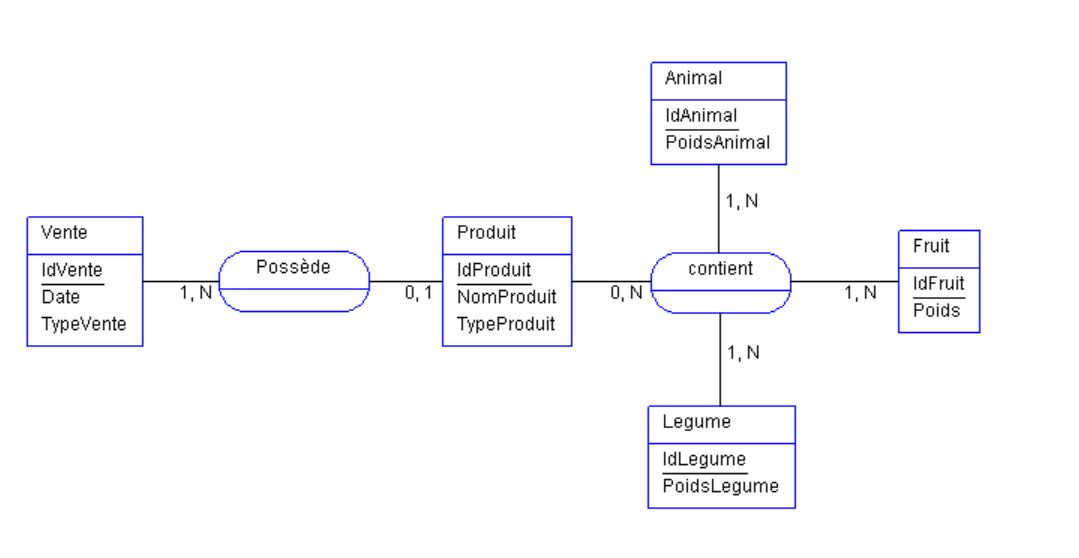 Animal
IdAnimal
PoidsAnimal
1, N
Vente
IdVente
Date
TypeVente
1, N
Possède
0, 1
Produit
IdProduit
NomProduit
TypeProduit
0, N
contient
1, N
Fruit
IdFruit
Poids
1, N
Legume
IdLegume
PoidsLegume